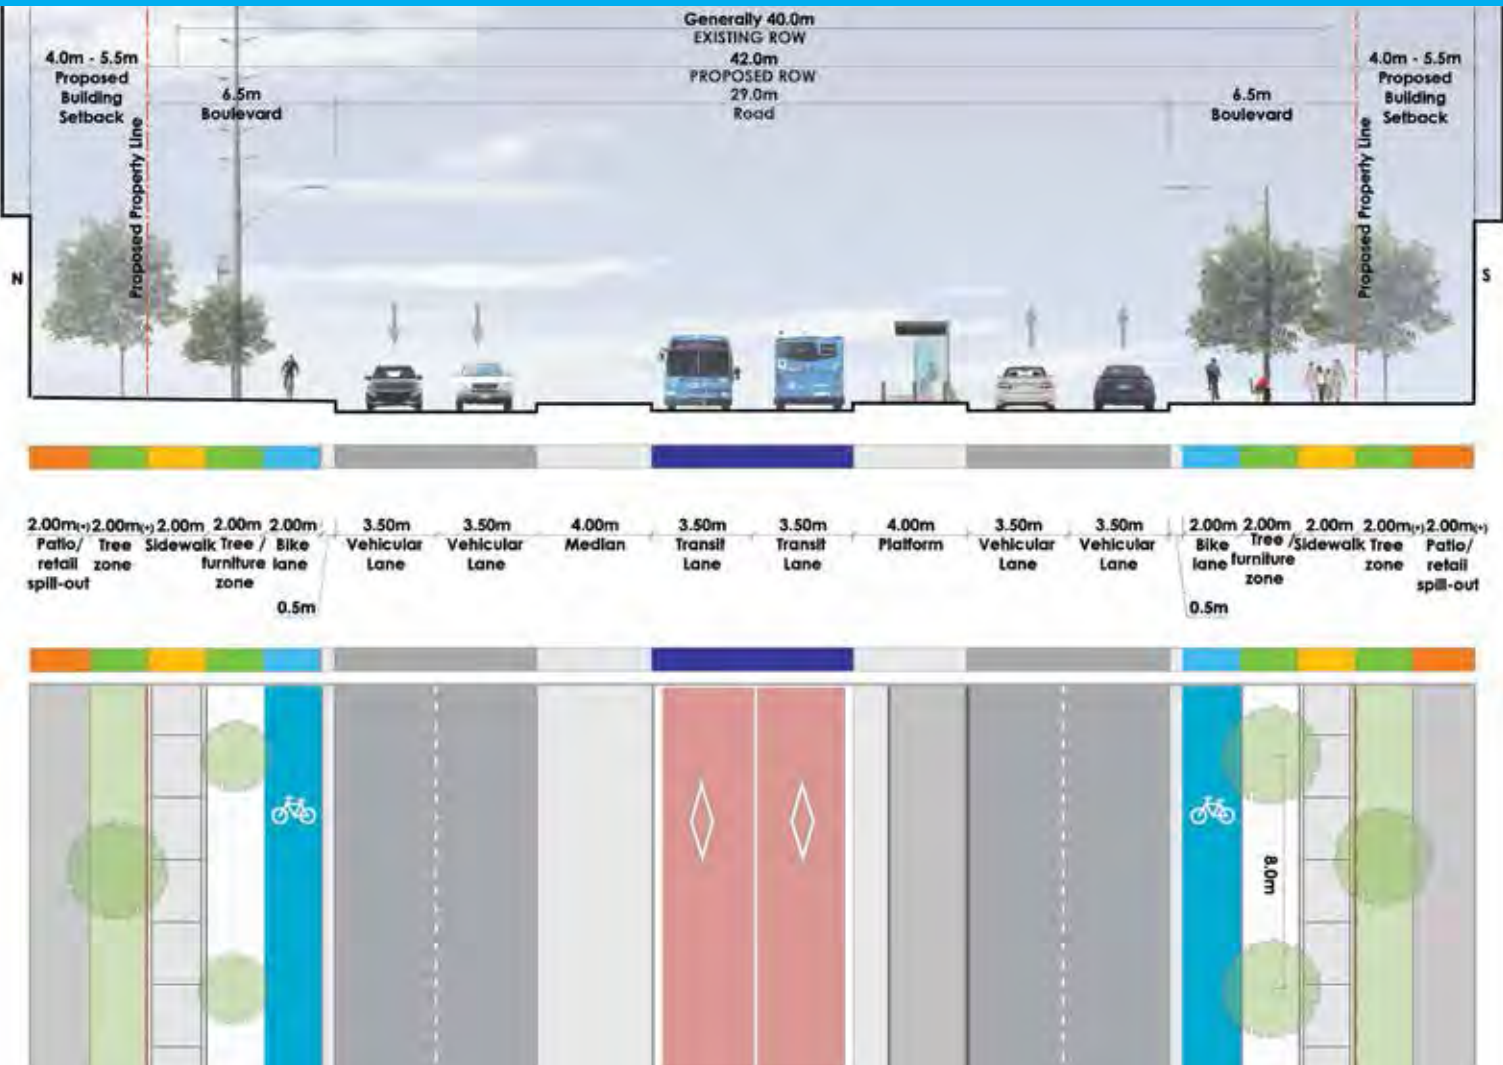 Generally 40.0m
EXISTING ROW
42.0m
PROPOSED ROW
29.0m
Road
4.0m - 5.5m
Proposed
Building
Setback
Proposed Property Line
6.5m
Boulevard
6.5m
Boulevard
Proposed Property Line
4.0m - 5.5m
Proposed
Building
Setback
N
S
2.00m(+)
Patio/
retail
spill-out
2.00m(+)
Tree
zone
2.00m
Sidewalk
2.00m
Tree /
furniture
zone
2.00m
Bike
lane
0.5m
3.50m
Vehicular
Lane
3.50m
Vehicular
Lane
4.00m
Median
3.50m
Transit
Lane
3.50m
Transit
Lane
4.00m
Platform
3.50m
Vehicular
Lane
3.50m
Vehicular
Lane
2.00m
Bike
lane
0.5m
2.00m
Tree /
furniture
zone
2.00m
Sidewalk
2.00m(+)
Tree
zone
2.00m(+)
Patio/
retail
spill-out
8.0m